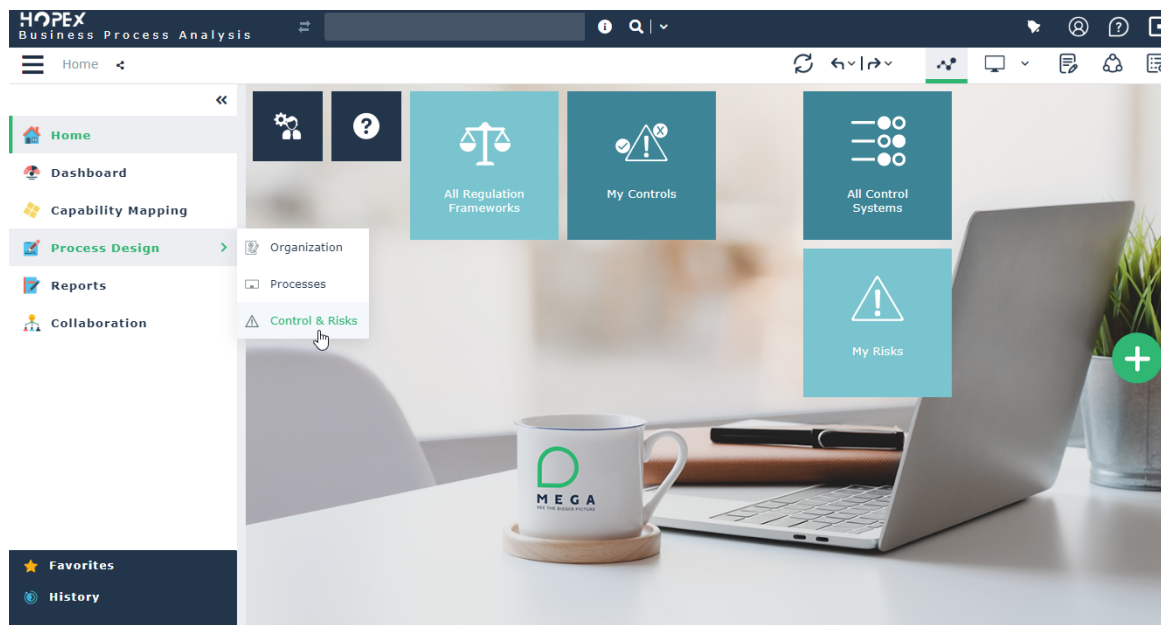 HOPEX
Business Process Analysis
Home
Home
Dashboard
Capability Mapping
Process Design
Reports
Collaboration
Organization
Processes
Control & Risks
All Regulation
Frameworks
My Controls
All Control
Systems
My Risks
MEGA
SEE THE BIGGER PICTURE
Favorites
History